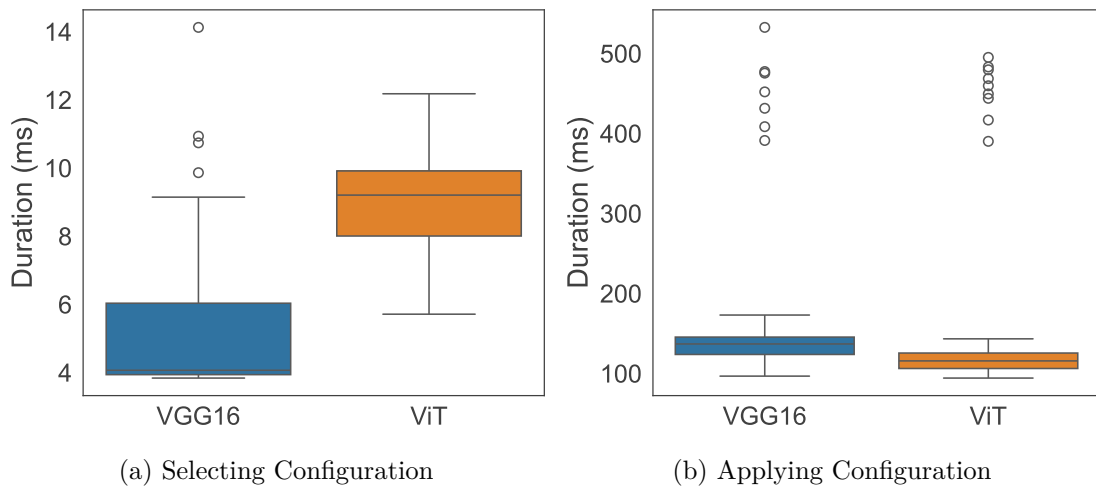 Duration (ms)
14
12
10
8
6
4
VGG16
ViT
(a) Selecting Configuration
Duration (ms)
500
400
300
200
100
VGG16
ViT
(b) Applying Configuration